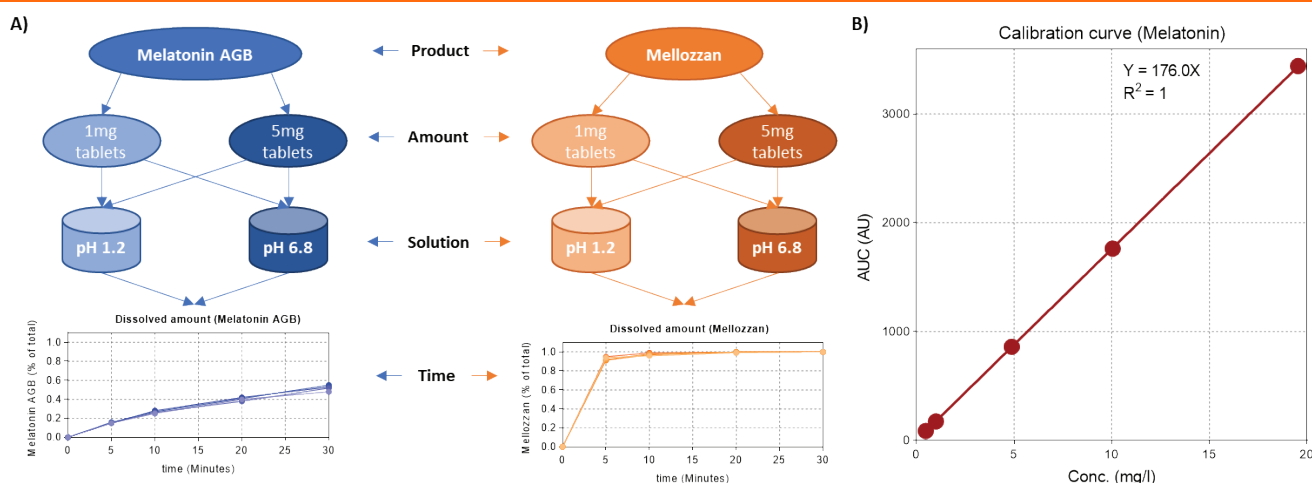 A)
Melatonin AGB
Product
Mellozzan
1mg
tablets
5mg
tablets
Amount
1mg
tablets
5mg
tablets
pH 1.2
pH 6.8
Solution
pH 1.2
pH 6.8
Dissolved amount (Melatonin AGB)
Melatonin AGB (% of total)
1.0
0.8
0.6
0.4
0.2
0.0
0 5 10 15 20 25 30
time (Minutes)
Time
Dissolved amount (Mellozzan)
Mellozzan (% of total)
1.0
0.8
0.6
0.4
0.2
0.0
0 5 10 15 20 25 30
time (Minutes)
B)
Calibration curve (Melatonin)
Y = 176.0X
R² = 1
AUC (AU)
3000
2000
1000
0
0 5 10 15 20
Conc. (mg/l)